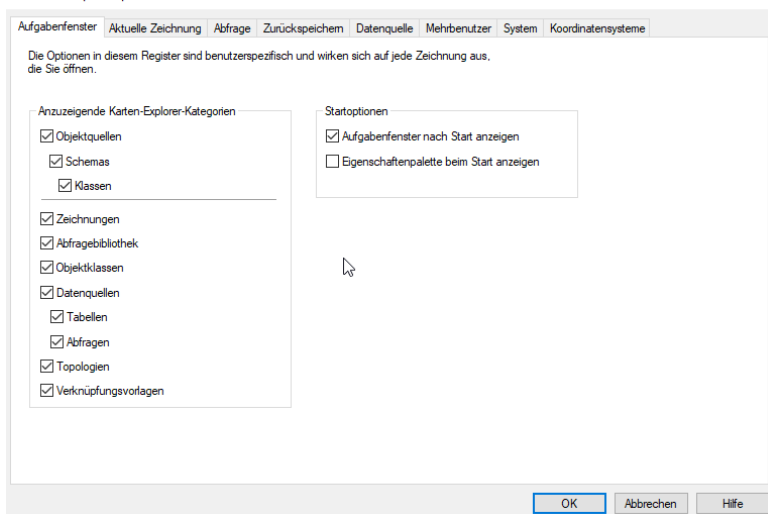 Aufgabenfenster Aktuelle Zeichnung Abfrage Zurückspeichern Datenquelle Mehrbenutzer System Koordinatensysteme
Die Optionen in diesem Register sind benutzerspezifisch und wirken sich auf jede Zeichnung aus,
die Sie öffnen.
Anzuzeigende Karten-Explorer-Kategorien
Objektquellen
Schemas
Klassen
Zeichnungen
Abfragebibliothek
Objektklassen
Datenquellen
Tabellen
Abfragen
Topologien
Verknüpfungsvorlagen
Startoptionen
Aufgabenfenster nach Start anzeigen
Eigenschaftenpalette beim Start anzeigen
OK Abbrechen Hilfe